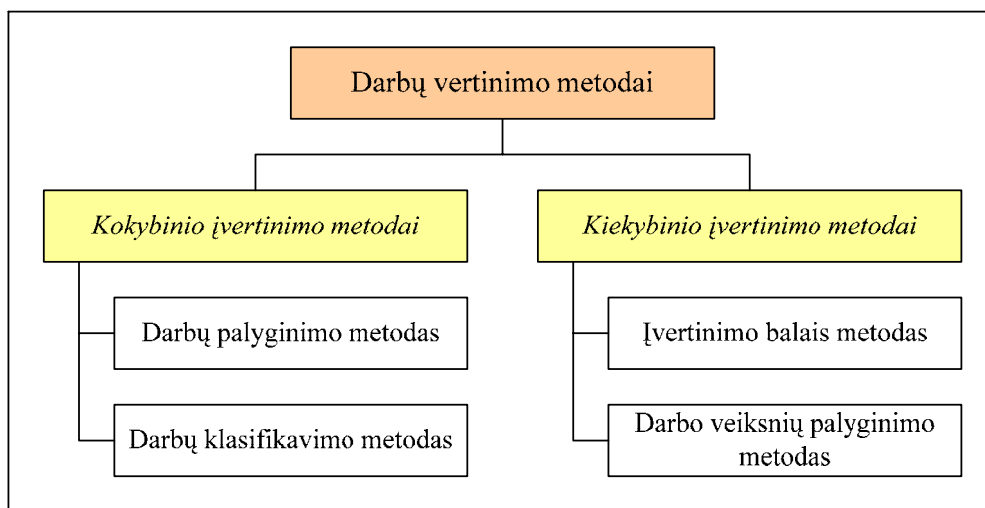 Darbų vertinimo metodai
Kokybinio įvertinimo metodai
Darbų palyginimo metodas
Darbų klasifikavimo metodas
Kiekybinio įvertinimo metodai
Įvertinimo balais metodas
Darbo veiksnių palyginimo
metodas